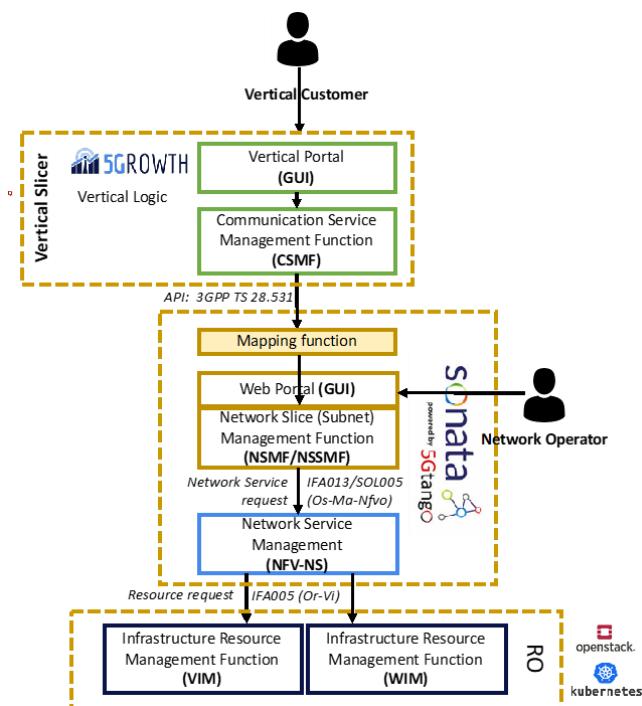 Vertical Customer
Vertical Slicer
5GROWTH
Vertical Logic
Vertical Portal
(GUI)
Communication Service
Management Function
(CSMF)
API: 3GPP TS 28.531
Mapping function
Web Portal (GUI)
Network Slice (Subnet)
Management Function
(NSMF/NSSMF)
sonata
powered by 5Gtango
Network Operator
Network Service
request
IFA013/SOL005
(Os-Ma-Nfvo)
Network Service
Management
(NFV-NS)
Resource request
IFA005 (Or-Vi)
Infrastructure Resource
Management Function
(VIM)
Infrastructure Resource
Management Function
(WIM)
RO
openstack.
kubernetes